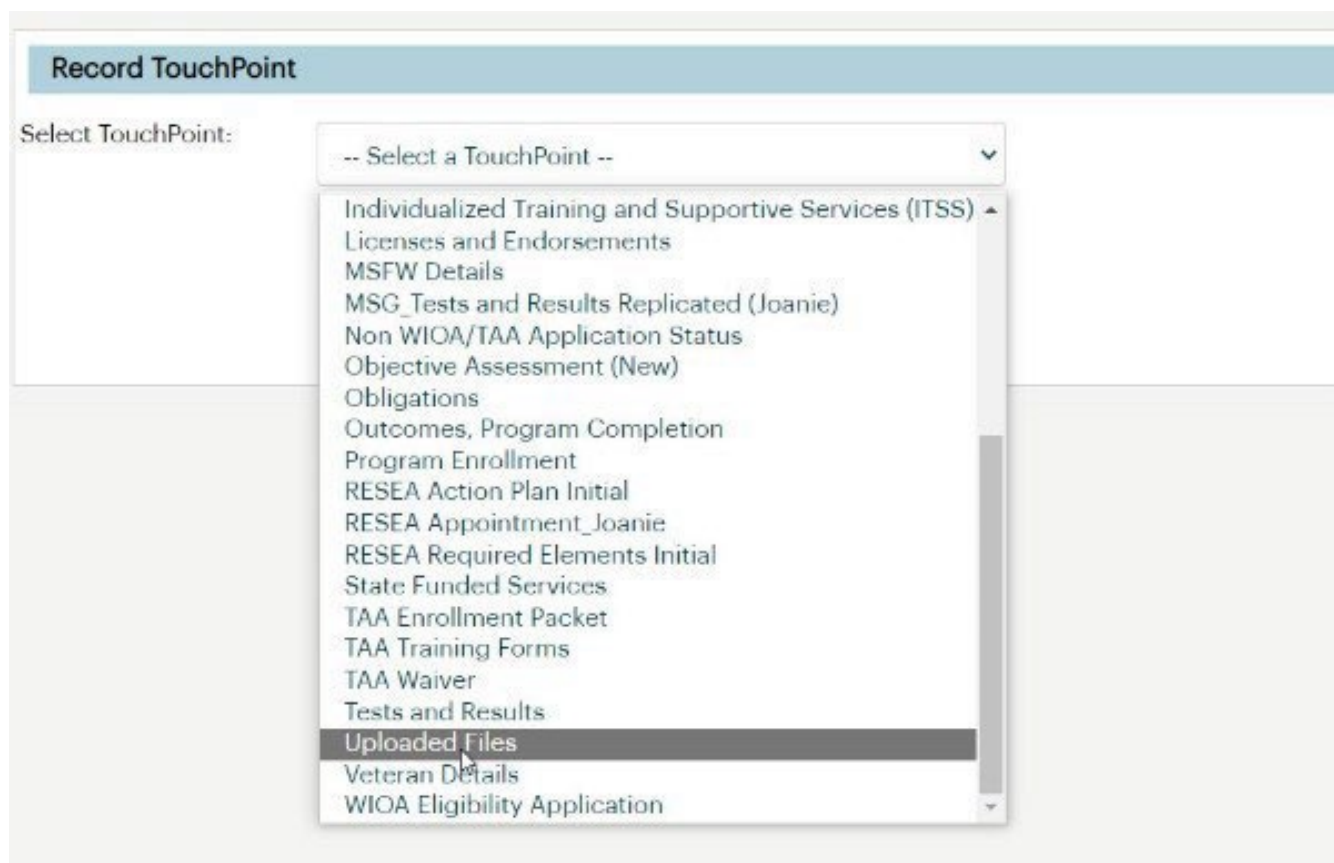 Record TouchPoint
Select TouchPoint:
-- Select a TouchPoint --
Individualized Training and Supportive Services (ITSS)
Licenses and Endorsements
MSFW Details
MSG_Tests and Results Replicated (Joanie)
Non WIOA/TAA Application Status
Objective Assessment (New)
Obligations
Outcomes, Program Completion
Program Enrollment
RESEA Action Plan Initial
RESEA Appointment_Joanie
RESEA Required Elements Initial
State Funded Services
TAA Enrollment Packet
TAA Training Forms
TAA Waiver
Tests and Results
Uploaded Files
Veteran Details
WIOA Eligibility Application